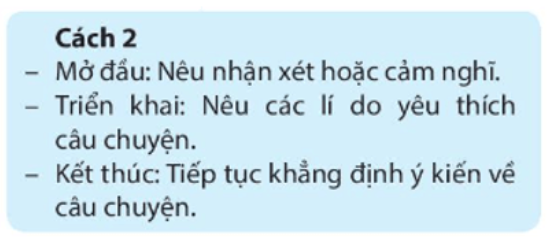 Cách 2
– Mở đầu: Nêu nhận xét hoặc cảm nghĩ.
– Triển khai: Nêu các lí do yêu thích
câu chuyện.
– Kết thúc: Tiếp tục khẳng định ý kiến về
câu chuyện.